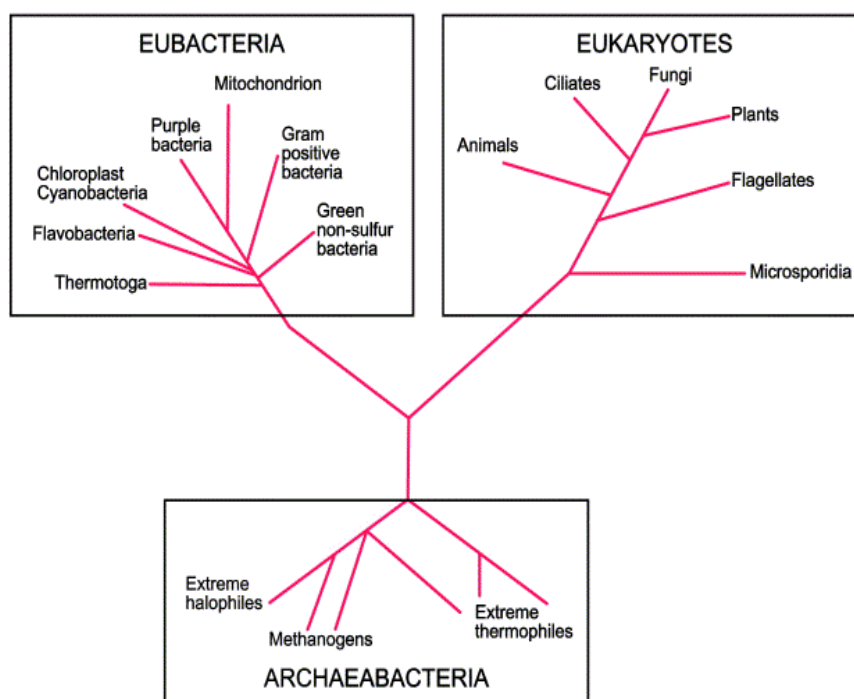 EUBACTERIA
Mitochondrion
Purple
bacteria
Gram
positive
bacteria
Chloroplast
Cyanobacteria
Green
non-sulfur
bacteria
Flavobacteria
Thermotoga
EUKARYOTES
Fungi
Ciliates
Plants
Animals
Flagellates
Microsporidia
Extreme
halophiles
Methanogens
Extreme
thermophiles
ARCHAEABACTERIA